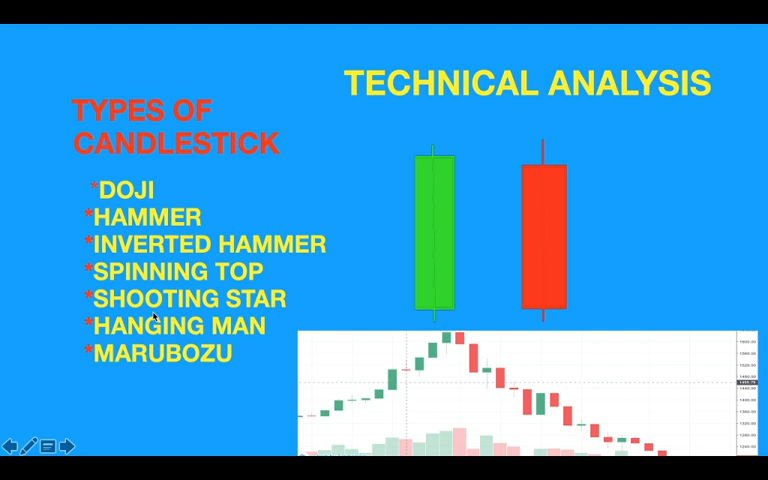 TECHNICAL ANALYSIS
TYPES OF
CANDLESTICK
*DOJI
*HAMMER
*INVERTED HAMMER
*SPINNING TOP
*SHOOTING STAR
*HANGING MAN
*MARUBOZU